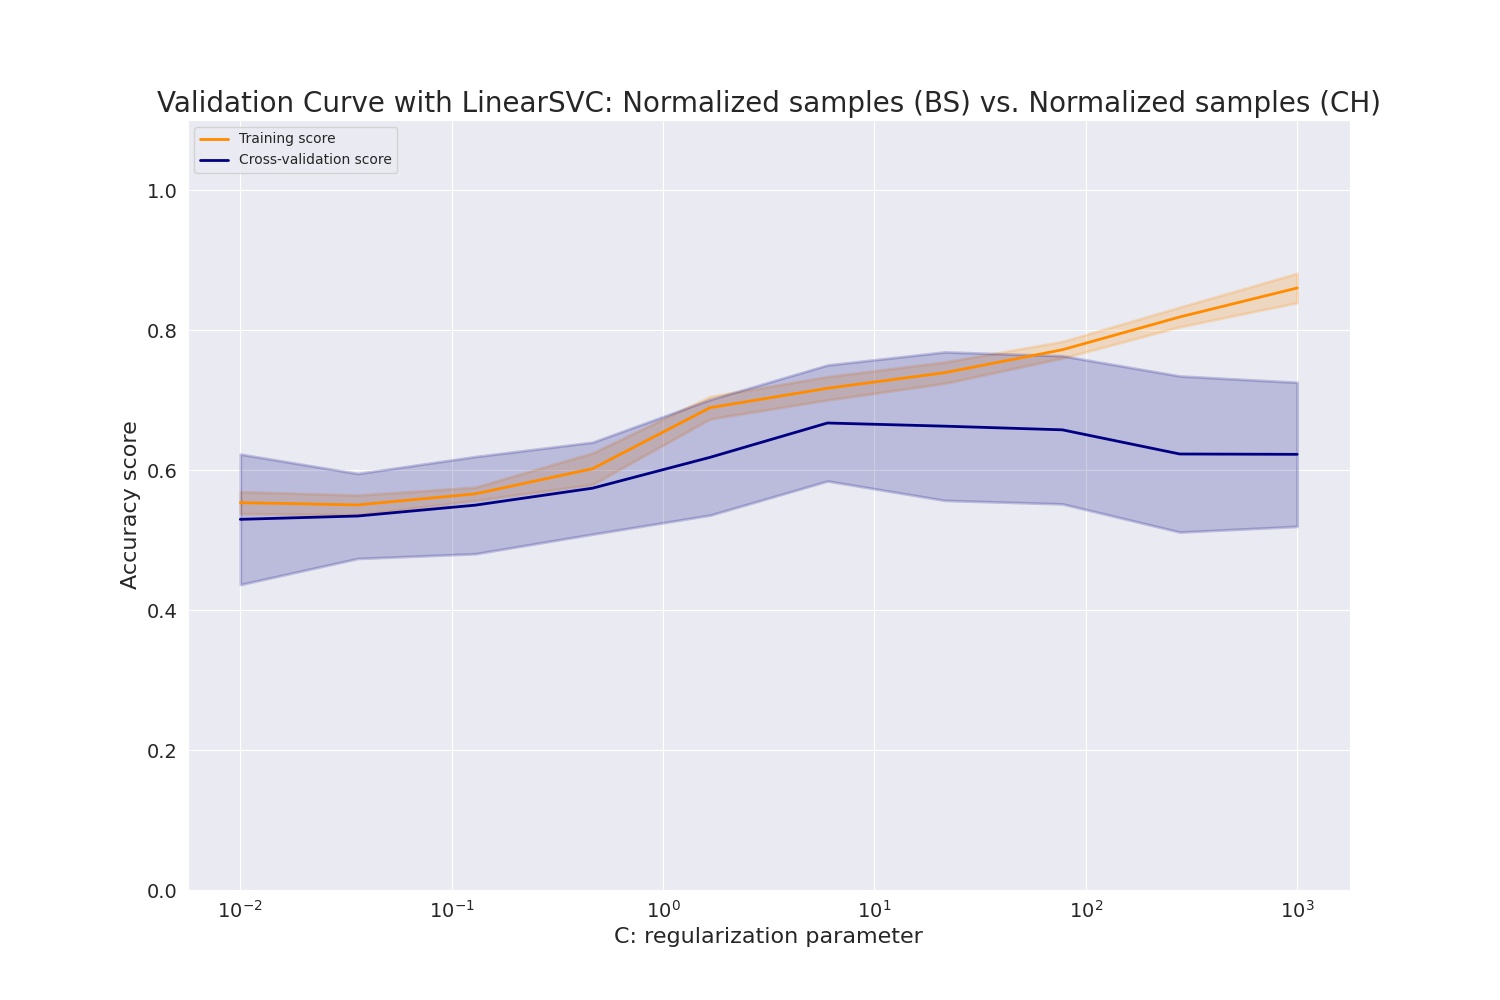 Validation Curve with LinearSVC: Normalized samples (BS) vs. Normalized samples (CH)
Training score
Cross-validation score
Accuracy score
1.0
0.8
0.6
0.4
0.2
0.0
10⁻² 10⁻¹ 10⁰ 10¹ 10² 10³
C: regularization parameter